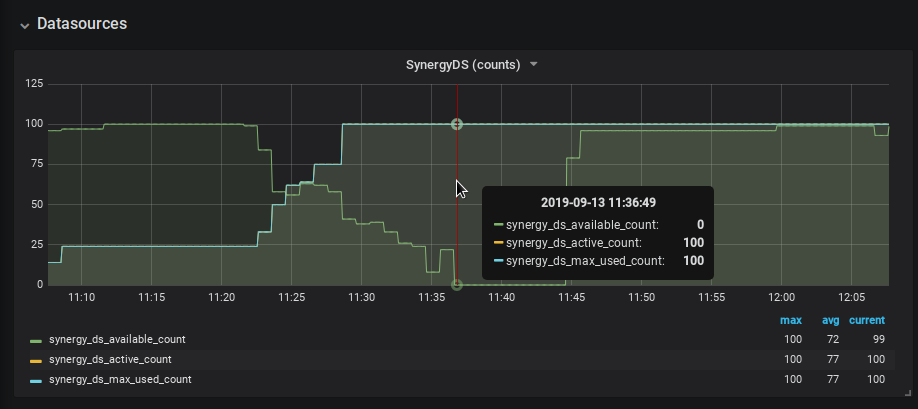 Datasources
SynergyDS (counts)
125
100
75
50
25
0
2019-09-13 11:36:49
synergy_ds_available_count: 0
synergy_ds_active_count: 100
synergy_ds_max_used_count: 100
11:10 11:15 11:20 11:25 11:30 11:35 11:40 11:45 11:50 11:55 12:00 12:05
max avg current
synergy_ds_available_count 100 72 99
synergy_ds_active_count 100 77 100
synergy_ds_max_used_count 100 77 100